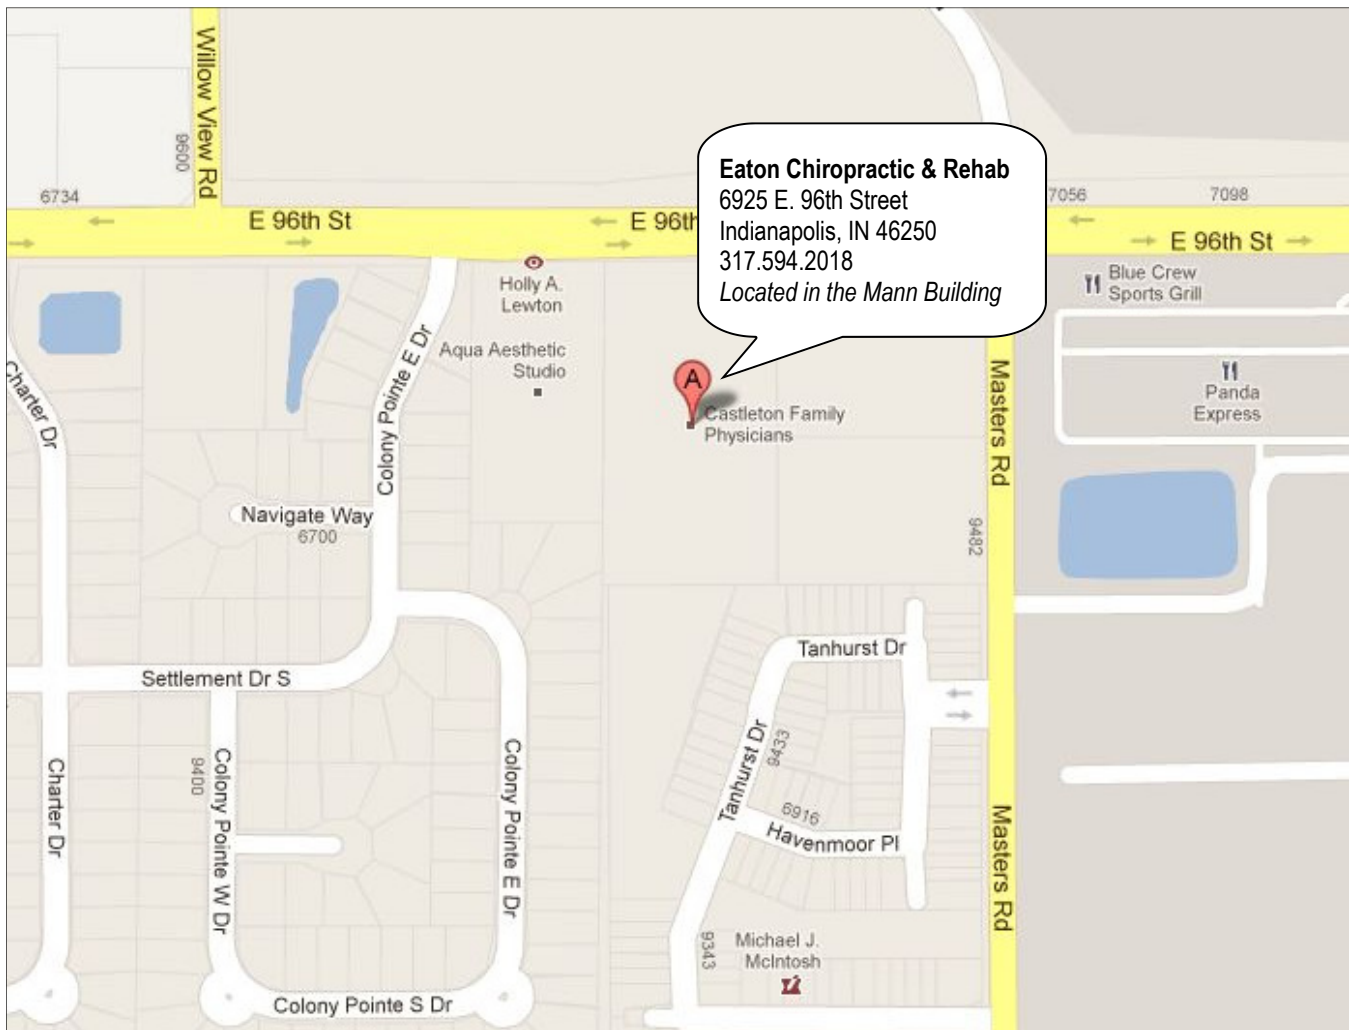 Willow View Rd
9600
6734
E 96th St
E 96th
7056
7098
E 96th St
Eaton Chiropractic & Rehab
6925 E. 96th Street
Indianapolis, IN 46250
317.594.2018
Located in the Mann Building
Holly A.
Lewton
Blue Crew
Sports Grill
Aqua Aesthetic
Studio
A
Castleton Family
Physicians
Panda
Express
Charter Dr
Colony Pointe E Dr
Masters Rd
Navigate Way
6700
9482
Settlement Dr S
Tanhurst Dr
Tanhurst Dr
9433
Charter Dr
9400
Colony Pointe W Dr
Colony Pointe E Dr
6916
Havenmoor Pl
Masters Rd
9343
Michael J.
McIntosh
Colony Pointe S Dr